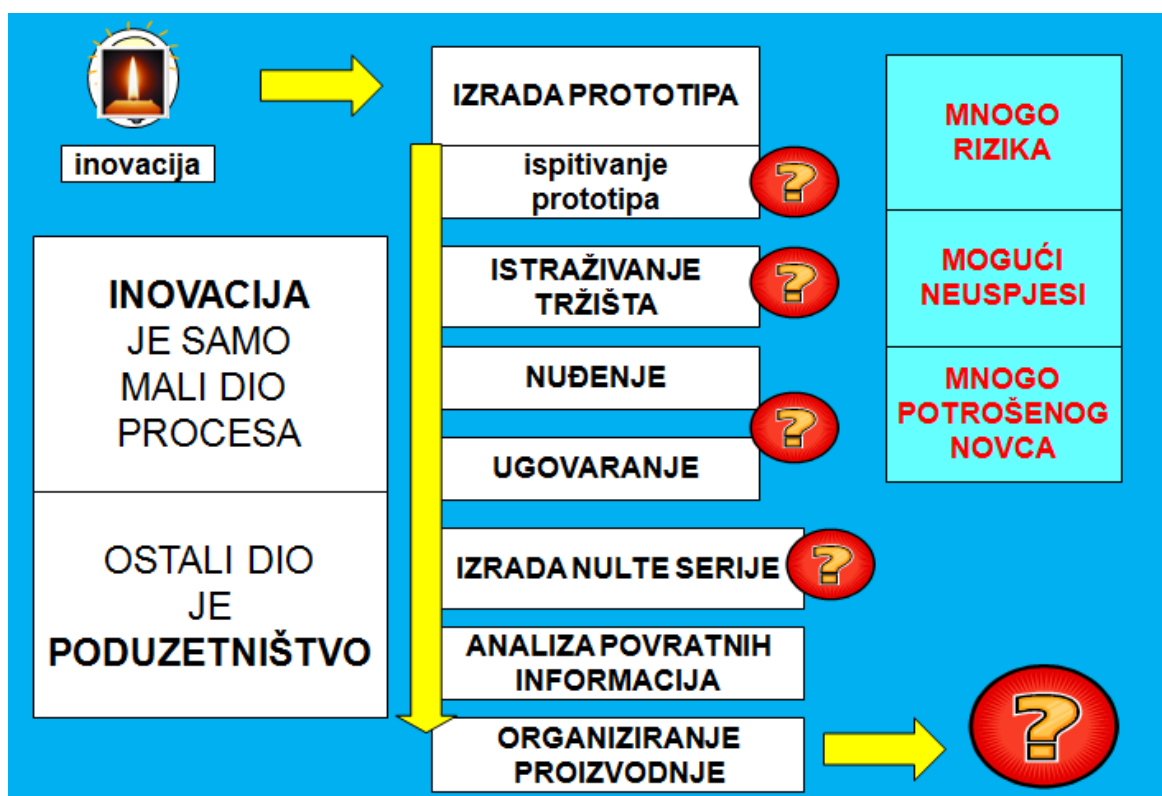 inovacija
INOVACIJA
JE SAMO
MALI DIO
PROCESA
OSTALI DIO
JE
PODUZETNIŠTVO
IZRADA PROTOTIPA
ispitivanje
prototipa
?
ISTRAŽIVANJE
TRŽIŠTA
?
NUĐENJE
?
UGOVARANJE
IZRADA NULTE SERIJE
?
ANALIZA POVRATNIH
INFORMACIJA
ORGANIZIRANJE
PROIZVODNJE
?
MNOGO
RIZIKA
MOGUĆI
NEUSPJESI
MNOGO
POTROŠENOG
NOVCA